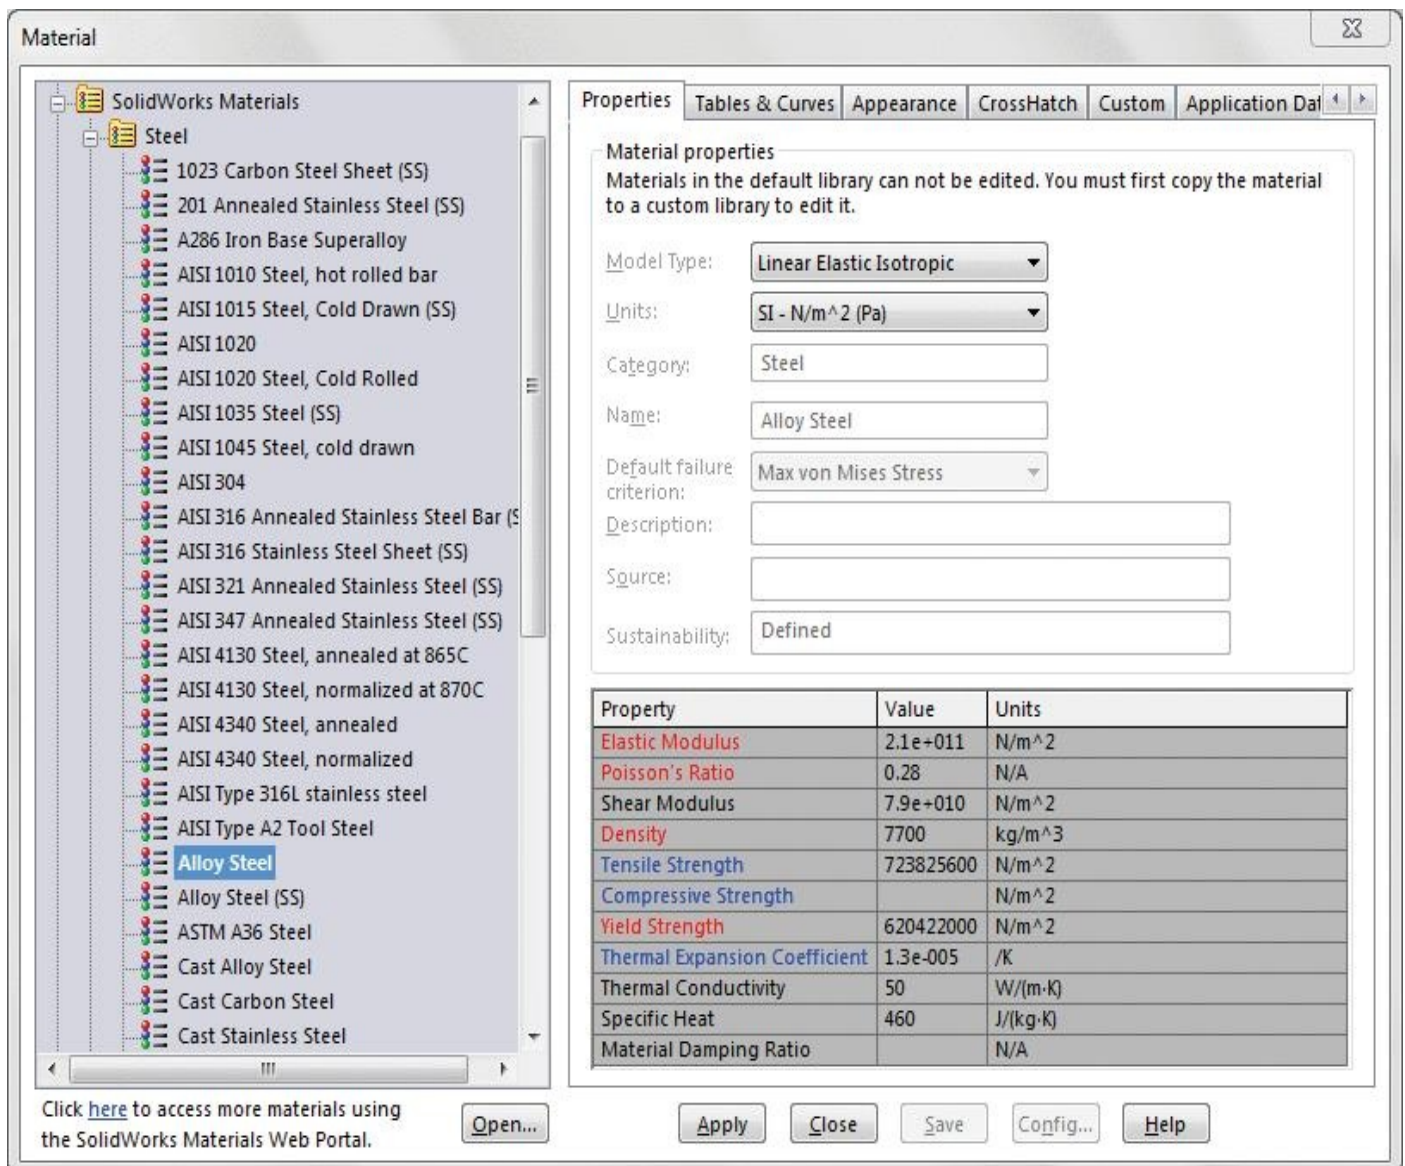 Material
SolidWorks Materials
Steel
1023 Carbon Steel Sheet (SS)
201 Annealed Stainless Steel (SS)
A286 Iron Base Superalloy
AISI 1010 Steel, hot rolled bar
AISI 1015 Steel, Cold Drawn (SS)
AISI 1020
AISI 1020 Steel, Cold Rolled
AISI 1035 Steel (SS)
AISI 1045 Steel, cold drawn
AISI 304
AISI 316 Annealed Stainless Steel Bar (S
AISI 316 Stainless Steel Sheet (SS)
AISI 321 Annealed Stainless Steel (SS)
AISI 347 Annealed Stainless Steel (SS)
AISI 4130 Steel, annealed at 865C
AISI 4130 Steel, normalized at 870C
AISI 4340 Steel, annealed
AISI 4340 Steel, normalized
AISI Type 316L stainless steel
AISI Type A2 Tool Steel
Alloy Steel
Alloy Steel (SS)
ASTM A36 Steel
Cast Alloy Steel
Cast Carbon Steel
Cast Stainless Steel
Click here to access more materials using
the SolidWorks Materials Web Portal.
Open...
Properties Tables & Curves Appearance CrossHatch Custom Application Dat
Material properties
Materials in the default library can not be edited. You must first copy the material
to a custom library to edit it.
Model Type: Linear Elastic Isotropic
Units: SI - N/m^2 (Pa)
Category: Steel
Name: Alloy Steel
Default failure
criterion: Max von Mises Stress
Description:
Source:
Sustainability: Defined
Property Value Units
Elastic Modulus 2.1e+011 N/m^2
Poisson's Ratio 0.28 N/A
Shear Modulus 7.9e+010 N/m^2
Density 7700 kg/m^3
Tensile Strength 723825600 N/m^2
Compressive Strength N/m^2
Yield Strength 620422000 N/m^2
Thermal Expansion Coefficient 1.3e-005 /K
Thermal Conductivity 50 W/(m·K)
Specific Heat 460 J/(kg·K)
Material Damping Ratio N/A
Apply Close Save Config... Help